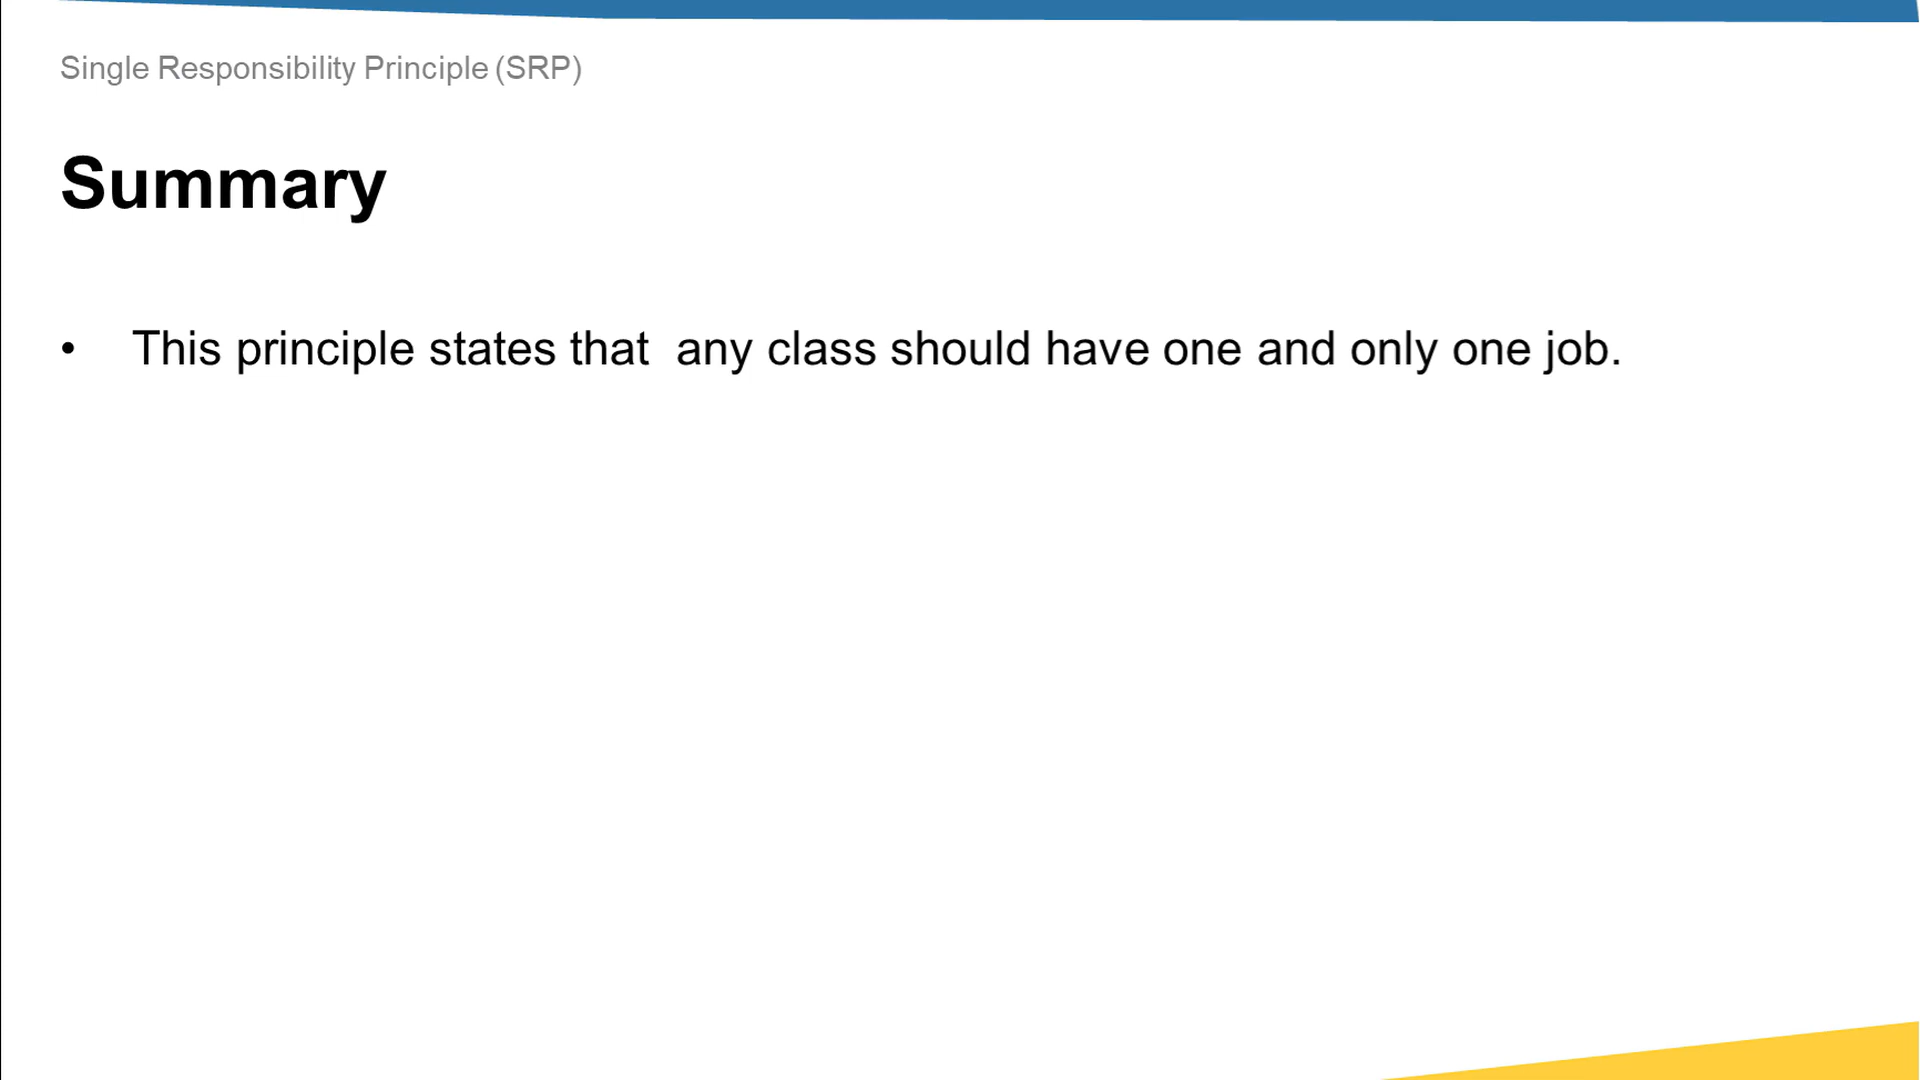 Single Responsibility Principle (SRP)
Summary
• This principle states that  any class should have one and only one job.